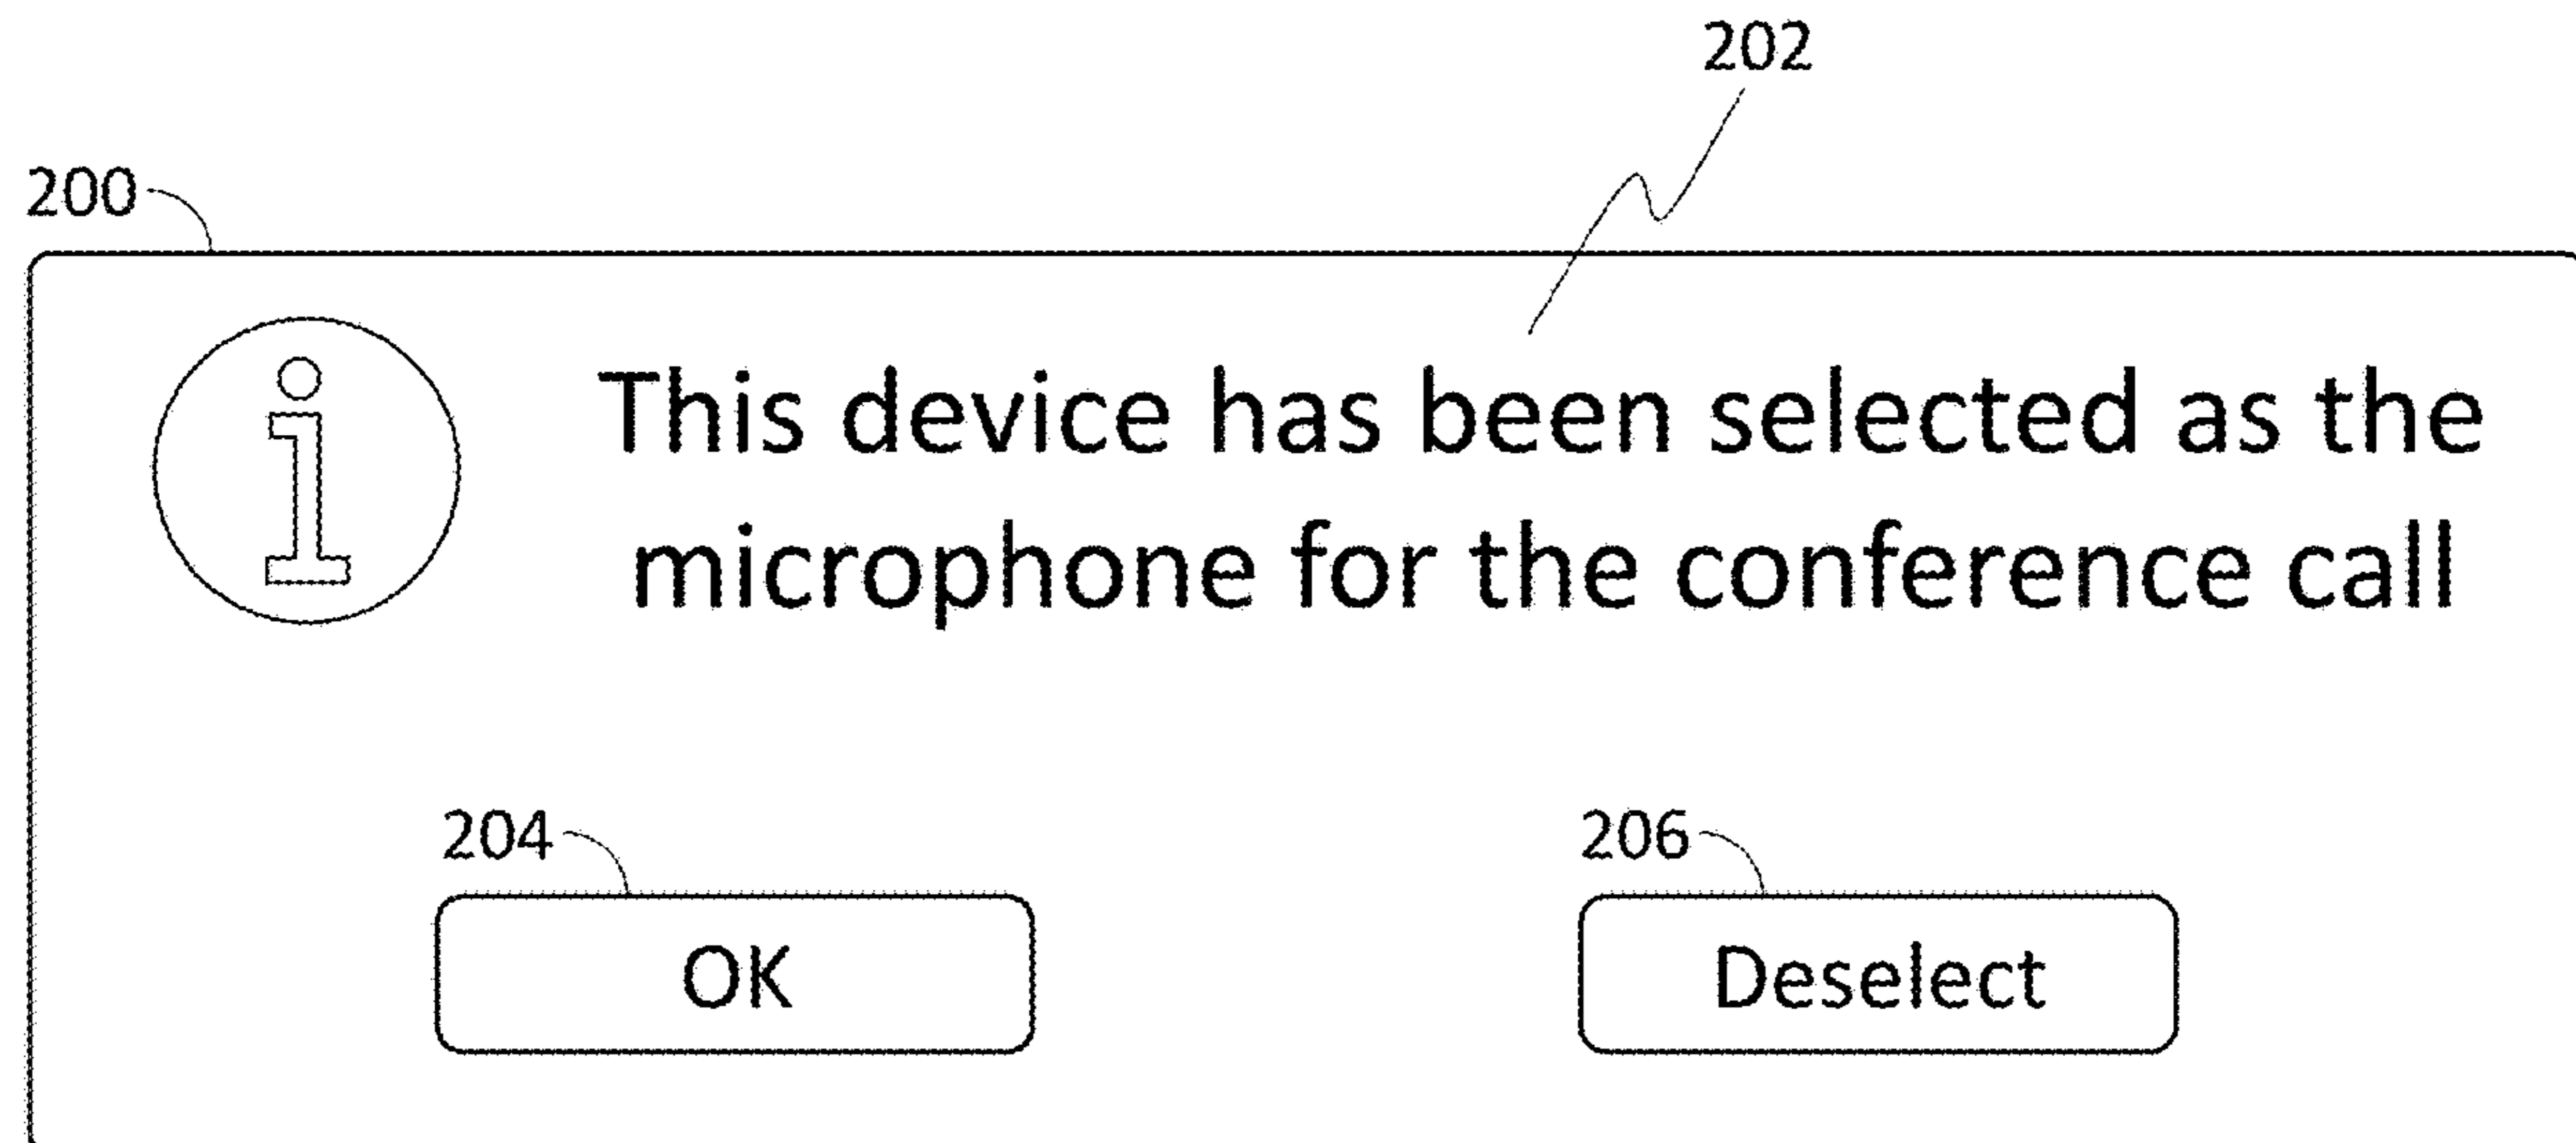 202
200
i
This device has been selected as the
microphone for the conference call
204
206
OK
Deselect